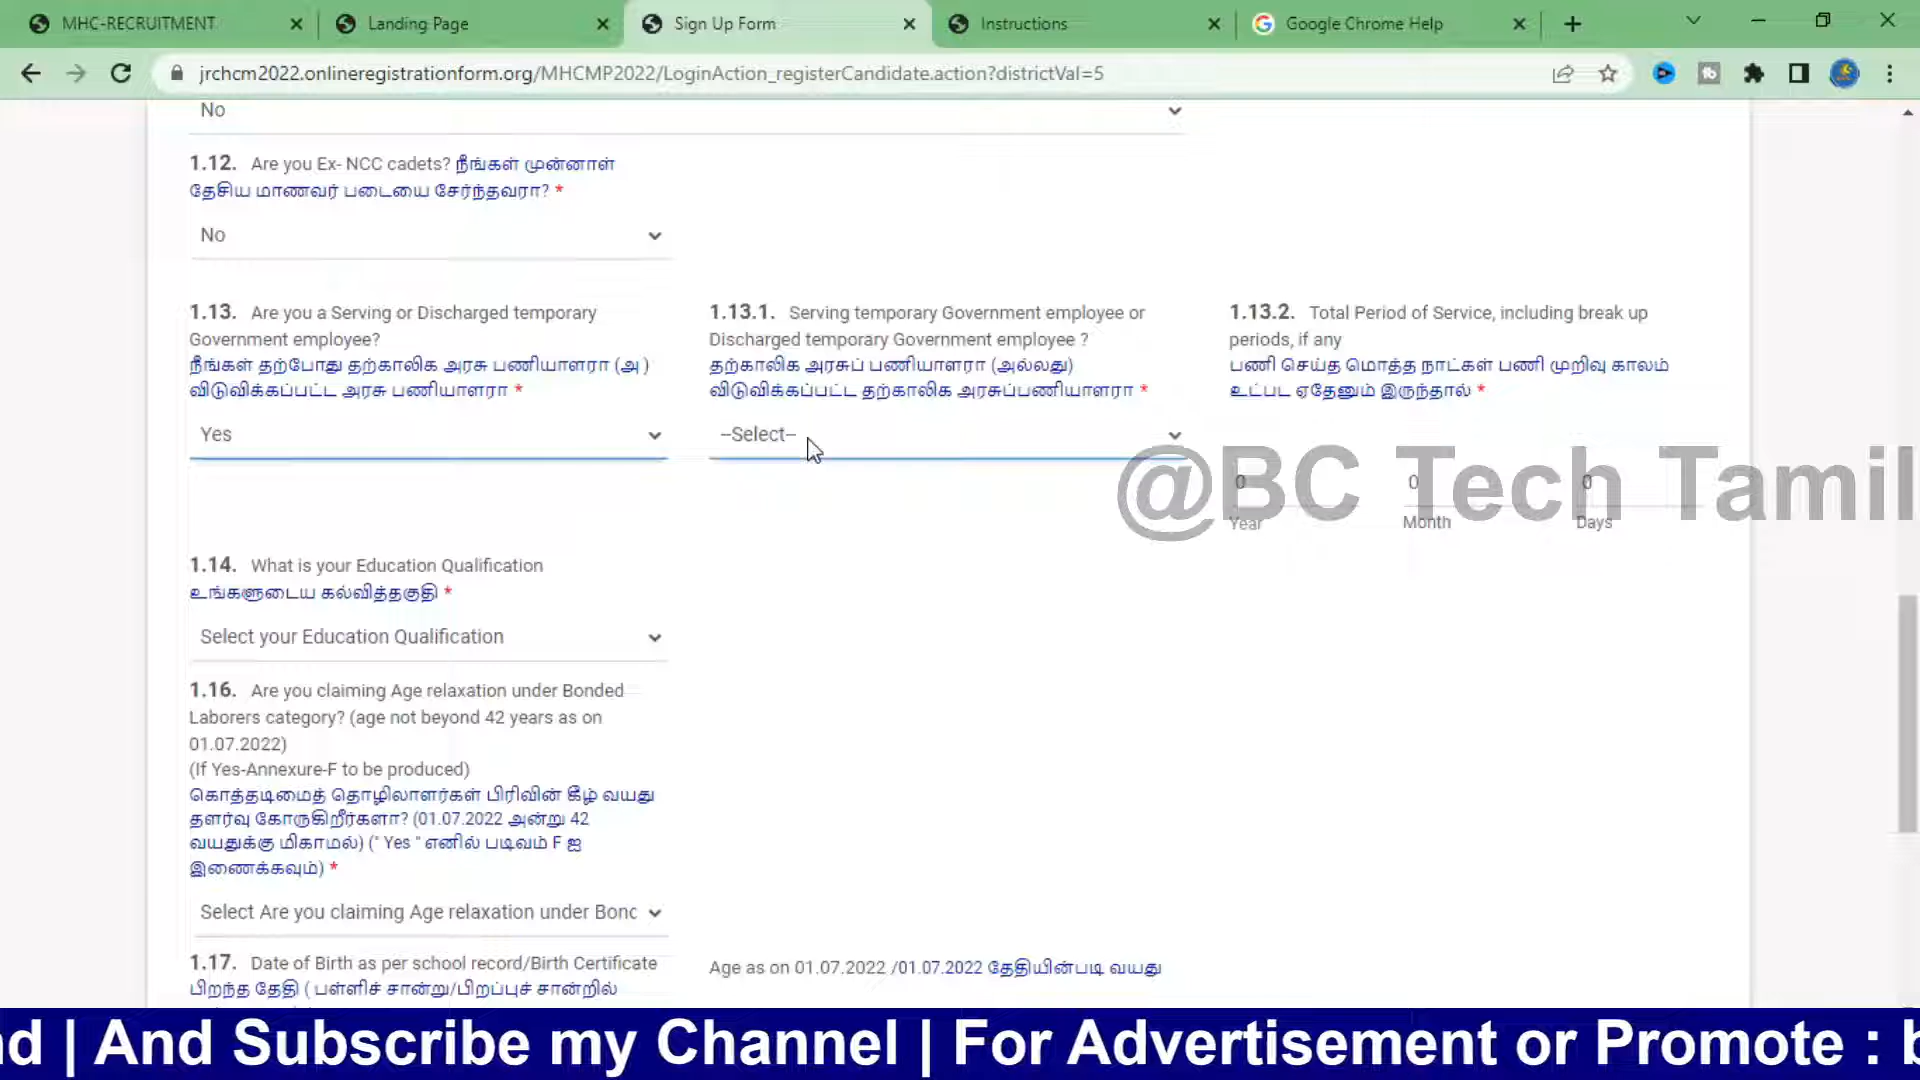 MHC-RECRUITMENT
Landing Page
Sign Up Form
Instructions
Google Chrome Help
jrchcm2022.onlineregistrationform.org/MHCMP2022/LoginAction_registerCandidate.action?districtVal=5
No
1.12. Are you Ex- NCC cadets? நீங்கள் முன்னாள்
தேசிய மாணவர் படையை சேர்ந்தவரா? *
No
1.13. Are you a Serving or Discharged temporary
Government employee?
நீங்கள் தற்போது தற்காலிக அரசு பணியாளரா (அ )
விடுவிக்கப்பட்ட அரசு பணியாளரா *
Yes
1.13.1. Serving temporary Government employee or
Discharged temporary Government employee ?
தற்காலிக அரசுப் பணியாளரா (அல்லது)
விடுவிக்கப்பட்ட தற்காலிக அரசுப்பணியாளரா *
--Select--
1.13.2. Total Period of Service, including break up
periods, if any
பணி செய்த மொத்த நாட்கள் பணி முறிவு காலம்
உட்பட ஏதேனும் இருந்தால் *
@BC Tech Tamil
0 0 0
Year Month Days
1.14. What is your Education Qualification
உங்களுடைய கல்வித்தகுதி *
Select your Education Qualification
1.16. Are you claiming Age relaxation under Bonded
Laborers category? (age not beyond 42 years as on
01.07.2022)
(If Yes-Annexure-F to be produced)
கொத்தடிமைத் தொழிலாளர்கள் பிரிவின் கீழ் வயது
தளர்வு கோருகிறீர்களா? (01.07.2022 அன்று 42
வயதுக்கு மிகாமல்) (" Yes " எனில் படிவம் F ஐ
இணைக்கவும்) *
Select Are you claiming Age relaxation under Bonc
1.17. Date of Birth as per school record/Birth Certificate
பிறந்த தேதி ( பள்ளிச் சான்று/பிறப்புச் சான்றில்
Age as on 01.07.2022 /01.07.2022 தேதியின்படி வயது
nd | And Subscribe my Channel | For Advertisement or Promote : b